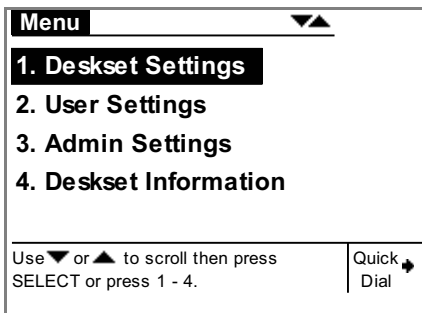 Menu ▼▲
1. Deskset Settings
2. User Settings
3. Admin Settings
4. Deskset Information
Use ▼ or ▲ to scroll then press
SELECT or press 1 - 4.
Quick
Dial